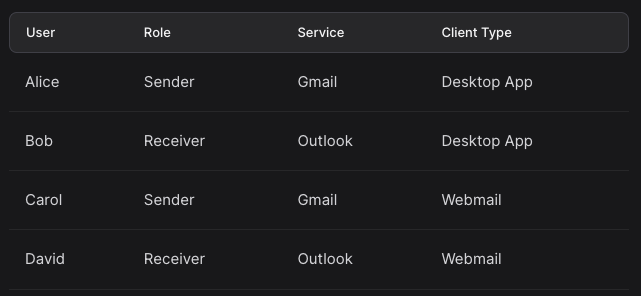 User Role Service Client Type
Alice Sender Gmail Desktop App
Bob Receiver Outlook Desktop App
Carol Sender Gmail Webmail
David Receiver Outlook Webmail